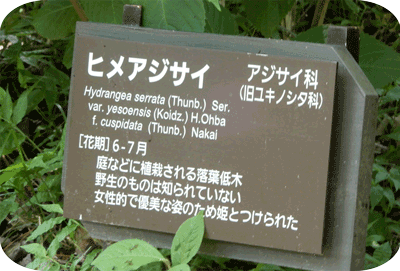 ヒメアジサイ アジサイ科
(旧ユキノシタ科)
Hydrangea serrata (Thunb.) Ser.
var. yesoensis (Koidz.) H.Ohba
f. cuspidata (Thunb.) Nakai
[花期] 6-7月
庭などに植栽される落葉低木
野生のものは知られていない
女性的で優美な姿のため姫とつけられた